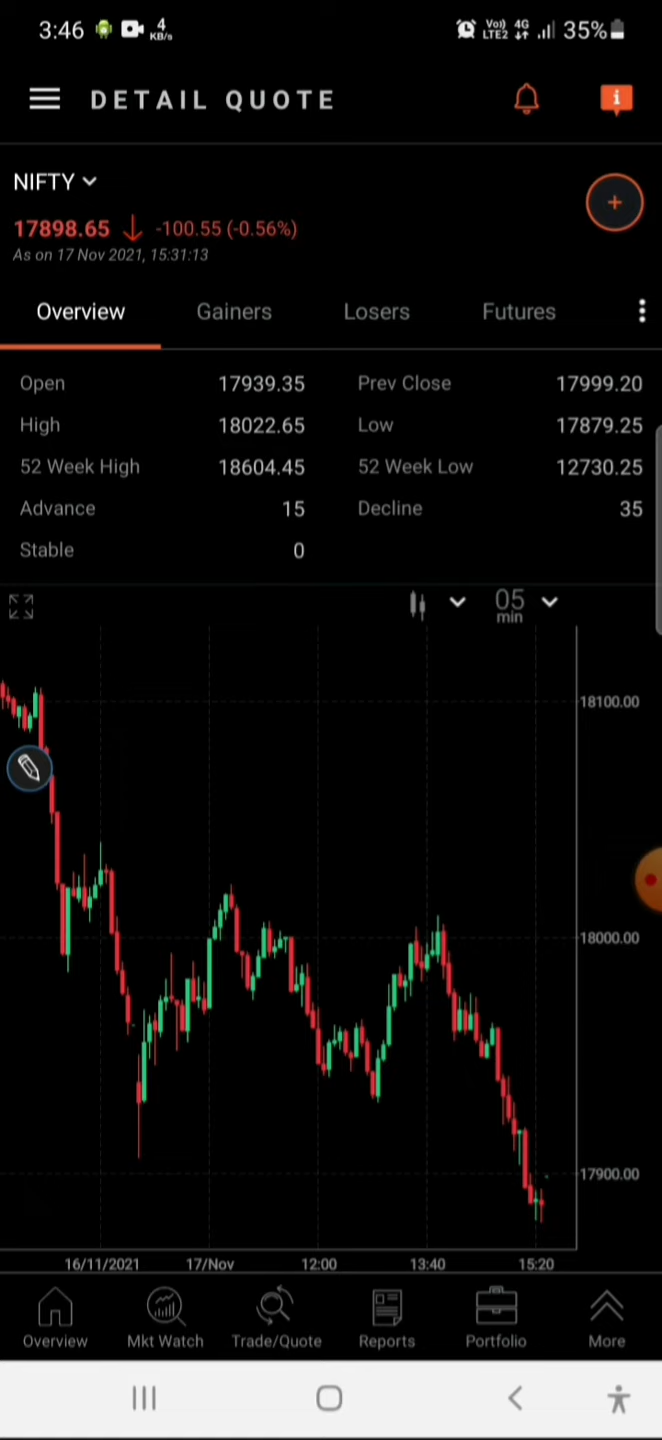 3:46 4 KB/s Vo)) LTE2 4G 35%
DETAIL QUOTE
NIFTY
17898.65 -100.55 (-0.56%)
As on 17 Nov 2021, 15:31:13
Overview Gainers Losers Futures
Open 17939.35 Prev Close 17999.20
High 18022.65 Low 17879.25
52 Week High 18604.45 52 Week Low 12730.25
Advance 15 Decline 35
Stable 0
05
min
18100.00
18000.00
17900.00
16/11/2021 17/Nov 12:00 13:40 15:20
Overview Mkt Watch Trade/Quote Reports Portfolio More